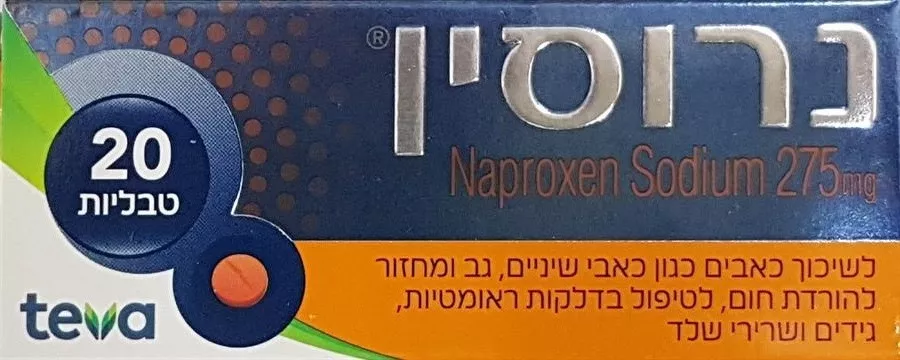 נרוסין®
Naproxen Sodium 275mg
20
טבליות
לשיכוך כאבים כגון כאבי שיניים, גב ומחזור
להורדת חום, לטיפול בדלקות ראומטיות,
גידים ושרירי שלד
teva